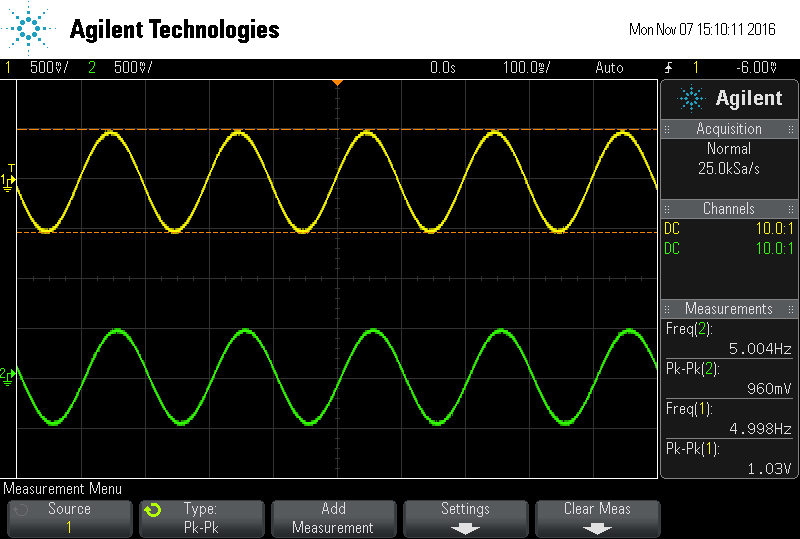 Agilent Technologies
Mon Nov 07 15:10:11 2016
1 500mV/ 2 500mV/ 0.0s 100.0ms/ Auto 1 -6.00mV
Agilent
Acquisition
Normal
25.0kSa/s
Channels
DC 10.0:1
DC 10.0:1
Measurements
Freq(2):
5.004Hz
Pk-Pk(2):
960mV
Freq(1):
4.998Hz
Pk-Pk(1):
1.03V
T
1
2
Measurement Menu
Source
1
Type:
Pk-Pk
Add
Measurement
Settings
Clear Meas